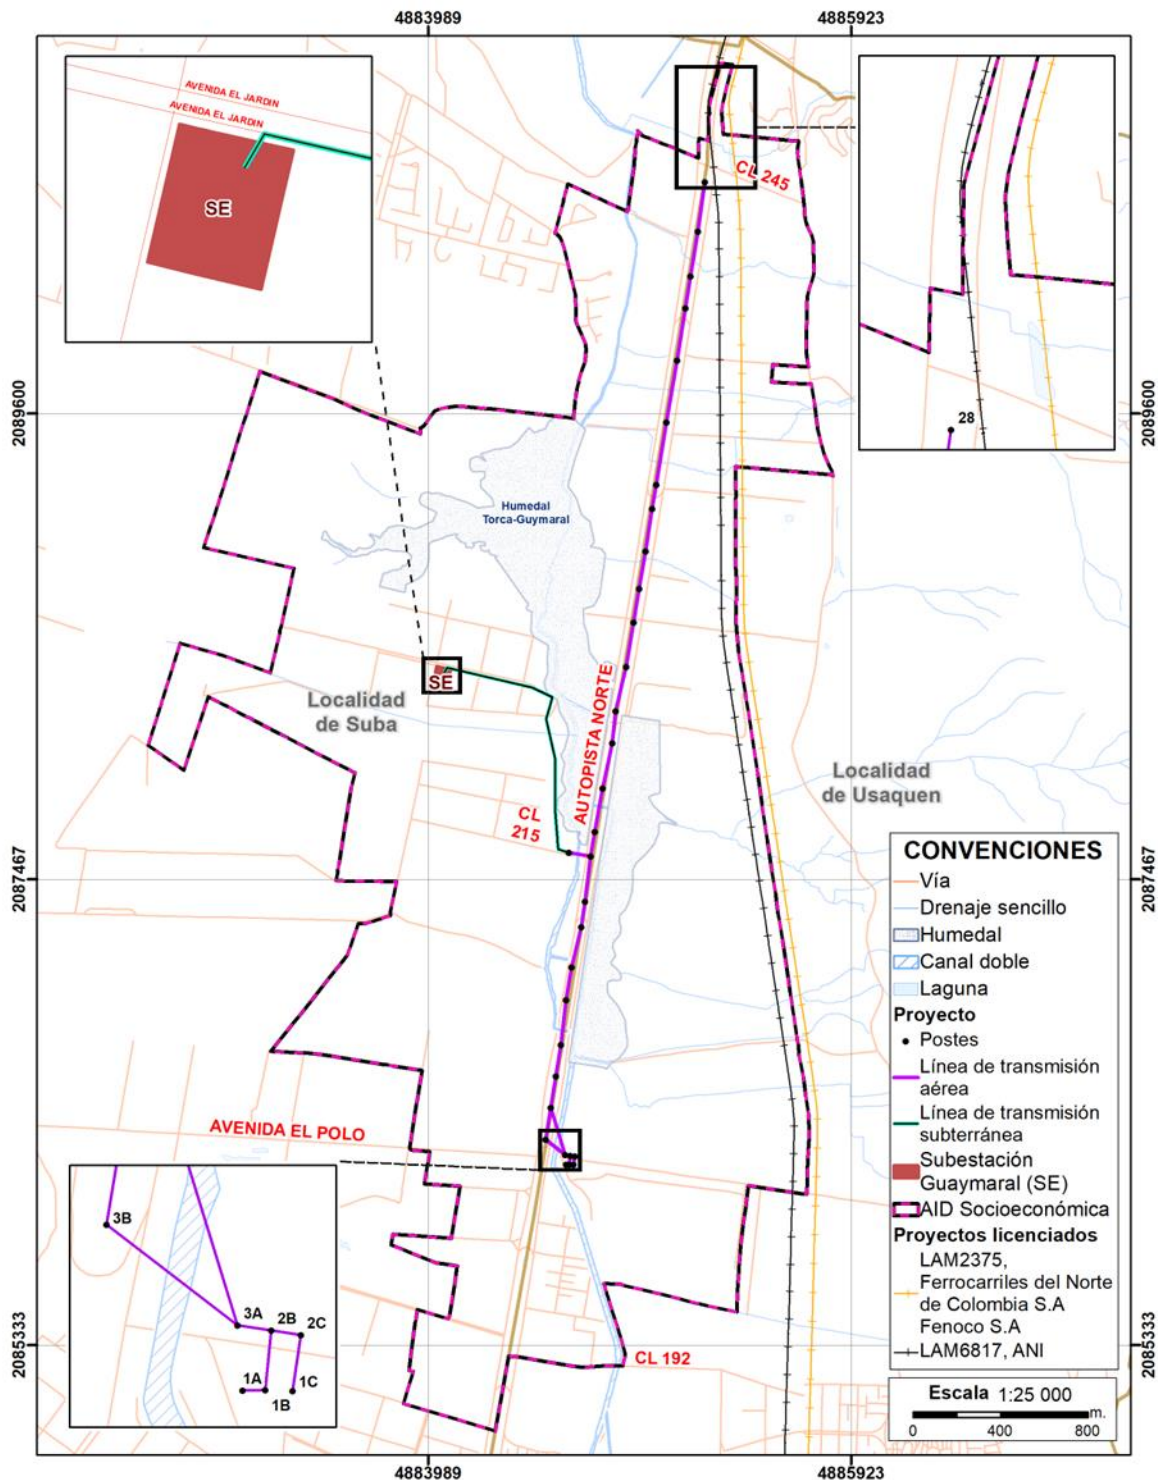 4883989
4885923
AVENIDA EL JARDIN
AVENIDA EL JARDIN
SE
CL 245
28
2089600
2089600
Humedal
Torca-Guymaral
SE
Localidad
de Suba
AUTOPISTA NORTE
Localidad
de Usaquen
CL
215
2087467
2087467
AVENIDA EL POLO
3B
3A
2B
2C
1A
1B
1C
CL 192
2085333
2085333
CONVENCIONES
Vía
Drenaje sencillo
Humedal
Canal doble
Laguna
Proyecto
Postes
Línea de transmisión
aérea
Línea de transmisión
subterránea
Subestación
Guaymaral (SE)
AID Socioeconómica
Proyectos licenciados
LAM2375,
Ferrocarriles del Norte
de Colombia S.A
Fenoco S.A
LAM6817, ANI
Escala 1:25 000
m.
0 400 800
4883989
4885923